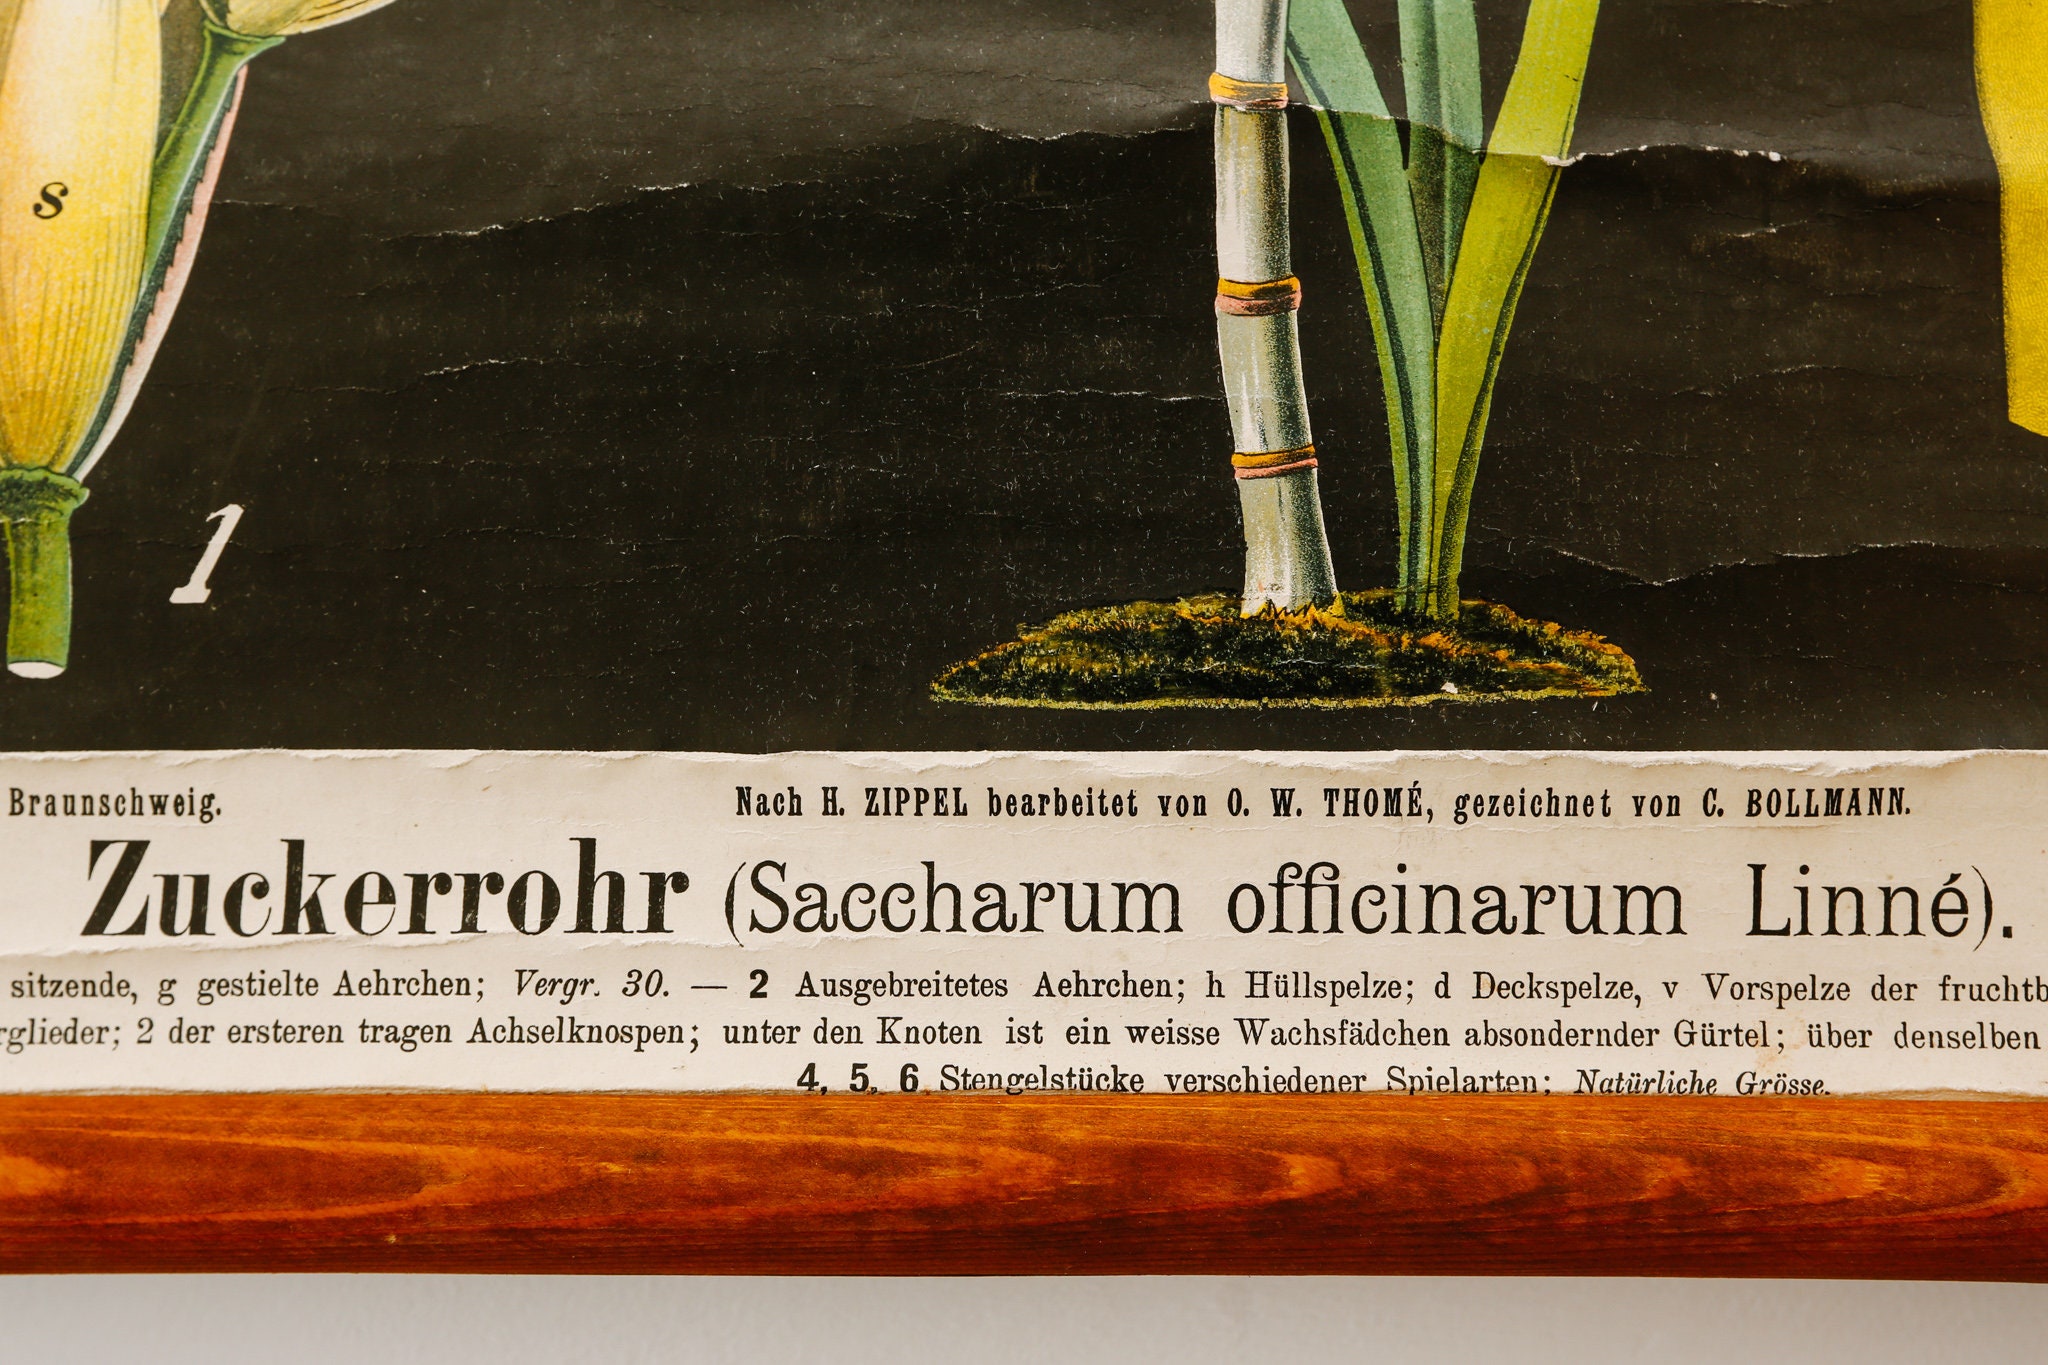 s
1
Braunschweig.
Nach H. ZIPPEL bearbeitet von O. W. THOMÉ, gezeichnet von C. BOLLMANN.
Zuckerrohr (Saccharum officinarum Linné).
sitzende, g gestielte Aehrchen; Vergr. 30. — 2 Ausgebreitetes Aehrchen; h Hüllspelze; d Deckspelze, v Vorspelze der fruchtb
rglieder; 2 der ersteren tragen Achselknospen; unter den Knoten ist ein weisse Wachsfädchen absondernder Gürtel; über denselben
4, 5, 6 Stengelstücke verschiedener Spielarten; Natürliche Grösse.